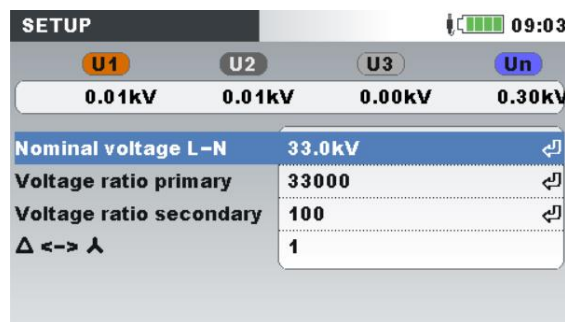 SETUP 09:03
U1 U2 U3 Un
0.01kV 0.01kV 0.00kV 0.30kV
Nominal voltage L-N 33.0kV
Voltage ratio primary 33000
Voltage ratio secondary 100
Δ <-> ⅄ 1